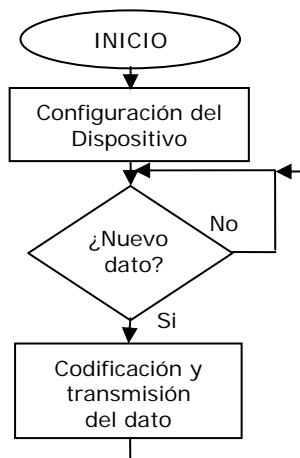 INICIO
Configuración del
Dispositivo
¿Nuevo
dato?
No
Si
Codificación y
transmisión
del dato